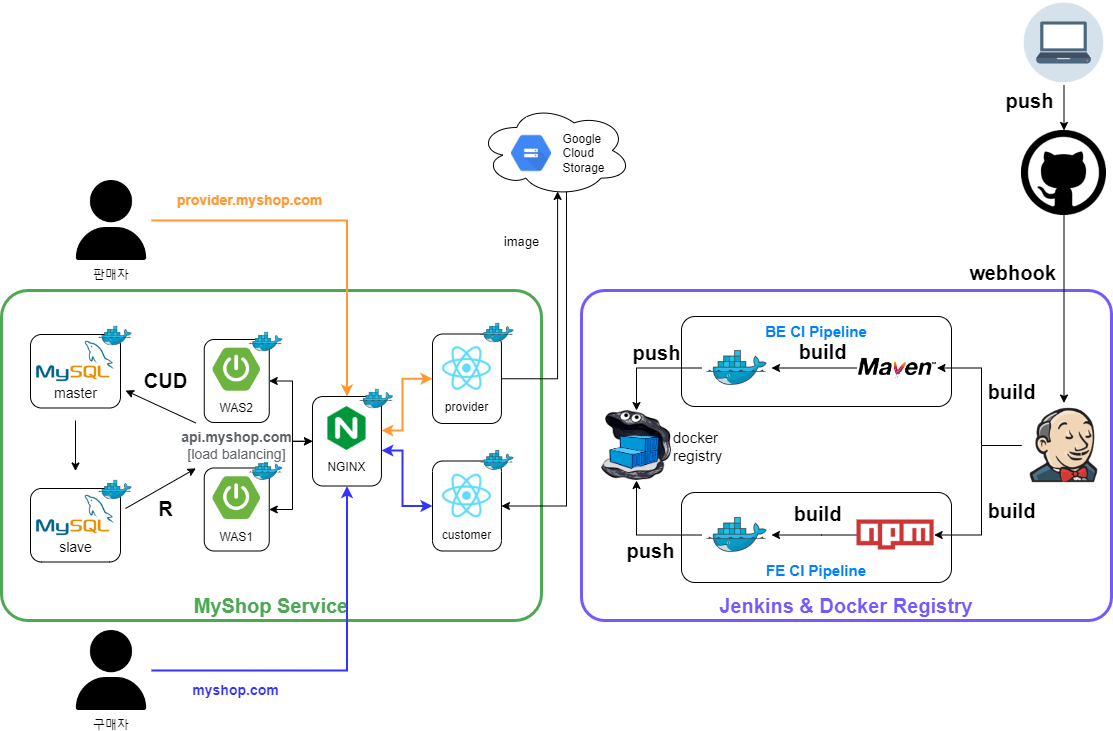 push
Google
Cloud
Storage
provider.myshop.com
image
판매자
webhook
MySQL
master
CUD
WAS2
NGINX
provider
api.myshop.com
[load balancing]
MySQL
slave
R
WAS1
customer
MyShop Service
myshop.com
구매자
BE CI Pipeline
push
build
Maven™
build
docker
registry
build
npm
build
push
FE CI Pipeline
Jenkins & Docker Registry